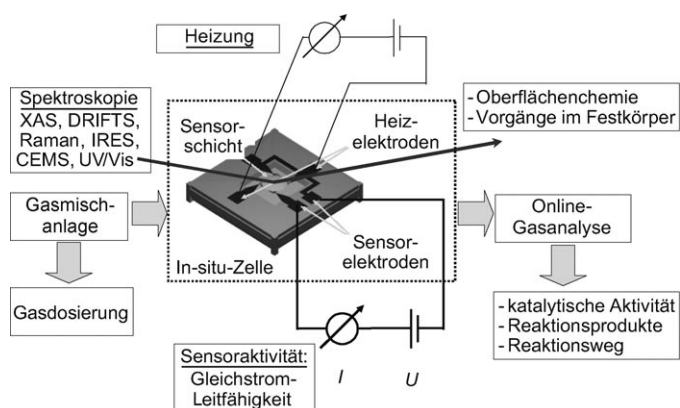 Heizung
Spektroskopie
XAS, DRIFTS,
Raman, IRES,
CEMS, UV/Vis
Sensor-
schicht
Heiz-
elektroden
- Oberflächenchemie
- Vorgänge im Festkörper
Gasmisch-
anlage
Gasdosierung
In-situ-Zelle
Sensor-
elektroden
Online-
Gasanalyse
- katalytische Aktivität
- Reaktionsprodukte
- Reaktionsweg
Sensoraktivität:
Gleichstrom-
Leitfähigkeit
I
U